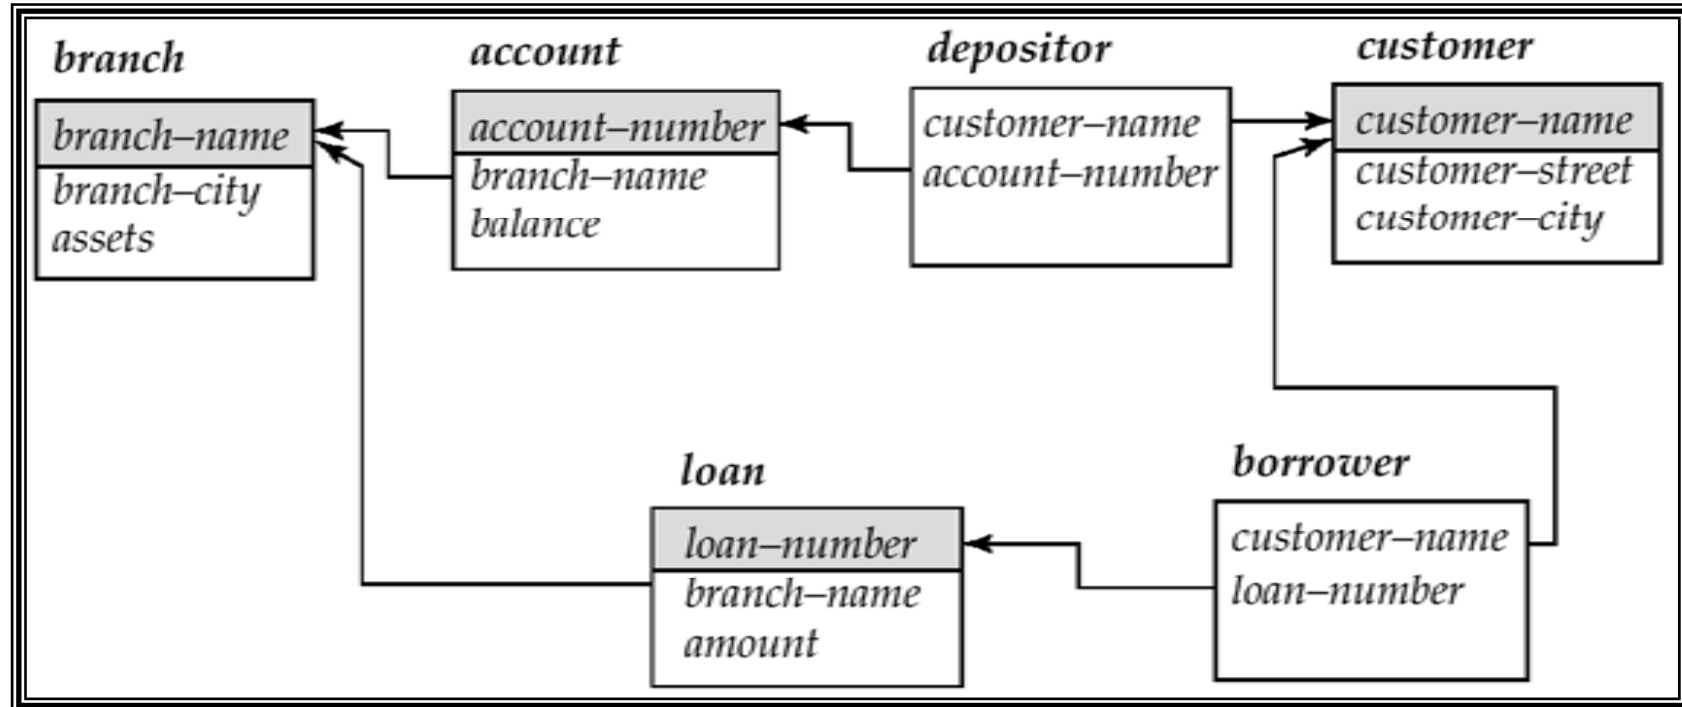 branch
branch–name
branch–city
assets
account
account–number
branch–name
balance
depositor
customer–name
account–number
customer
customer–name
customer–street
customer–city
loan
loan–number
branch–name
amount
borrower
customer–name
loan–number